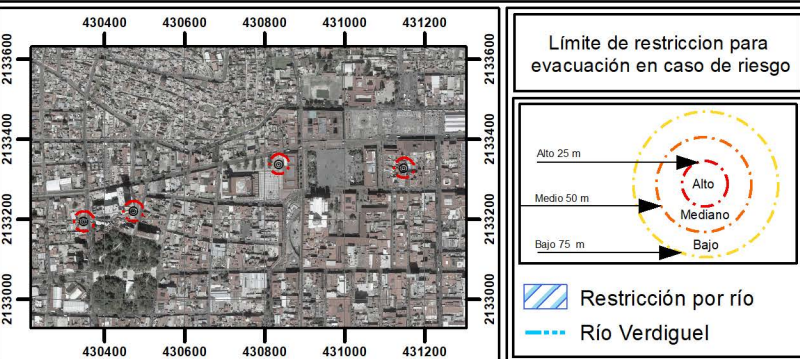 430400 430600 430800 431000 431200
2133600
2133400
2133200
2133000
2133600
2133400
2133200
2133000
430400 430600 430800 431000 431200
Límite de restriccion para
evacuación en caso de riesgo
Alto 25 m
Alto
Medio 50 m
Mediano
Bajo 75 m
Bajo
Restricción por río
Río Verdiguel